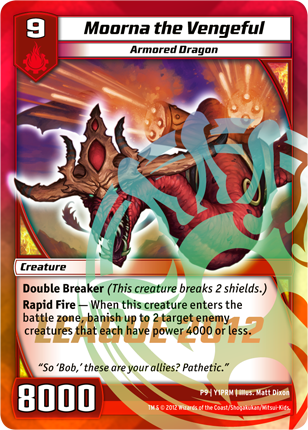 9
Moorna the Vengeful
Armored Dragon
Creature
Double Breaker (This creature breaks 2 shields.)
Rapid Fire — When this creature enters the
battle zone, banish up to 2 target enemy
creatures that each have power 4000 or less.
LEAGUE 2012
"So 'Bob,' these are your allies? Pathetic."
8000
P9 | Y1PRM | Illus. Matt Dixon
TM & © 2012 Wizards of the Coast/Shogakukan/Mitsui-Kids.